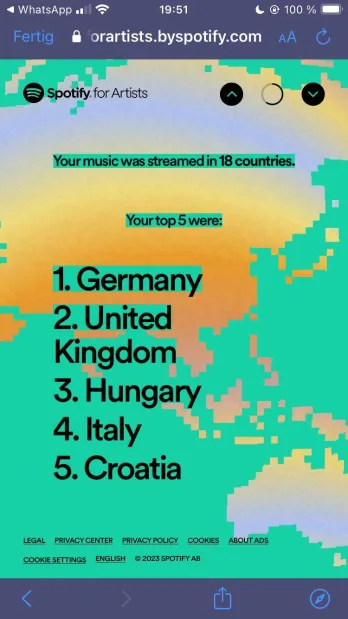 WhatsApp 19:51 100 %
Fertig orartists.byspotify.com AA
Spotify for Artists
Your music was streamed in 18 countries.
Your top 5 were:
1. Germany
2. United
Kingdom
3. Hungary
4. Italy
5. Croatia
LEGAL PRIVACY CENTER PRIVACY POLICY COOKIES ABOUT ADS
COOKIE SETTINGS ENGLISH © 2023 SPOTIFY AB